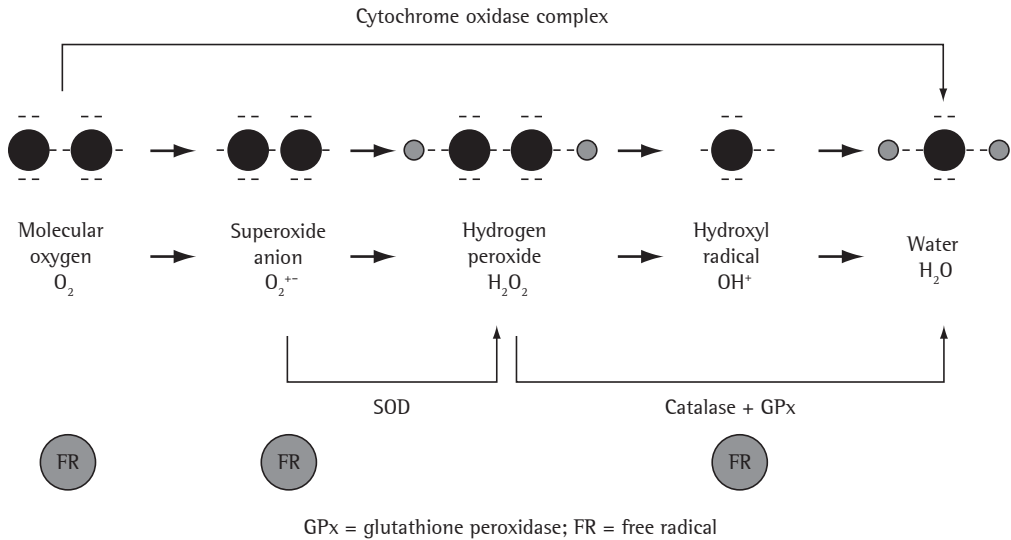 Cytochrome oxidase complex
Molecular
oxygen
O₂
Superoxide
anion
O₂⁺⁻
Hydrogen
peroxide
H₂O₂
Hydroxyl
radical
OH⁺
Water
H₂O
SOD
Catalase + GPx
FR
FR
FR
GPx = glutathione peroxidase; FR = free radical